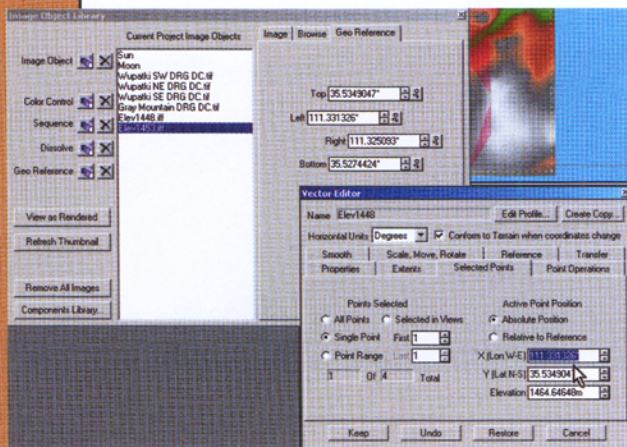 Image Object Library
Current Project Image Objects
Image Object
Color Control
Sequence
Dissolve
Geo Reference
View as Rendered
Refresh Thumbnail
Remove All Images
Components Library...
Sun
Moon
Wupatki SW DRG DC.tif
Wupatki NE DRG DC.tif
Wupatki SE DRG DC.tif
Gray Mountain DRG DC.tif
Elev1448.iff
Elev1453.iff
Image Browse Geo Reference
Top 35.5349047°
Left 111.331326°
Right 111.325093°
Bottom 35.5274424°
Vector Editor
Name Elev1448 Edit Profile... Create Copy...
Horizontal Units Degrees Conform to Terrain when coordinates change
Smooth Scale, Move, Rotate Reference Transfer
Properties Extents Selected Points Point Operations
Points Selected
All Points Selected in Views
Single Point First 1
Point Range Last 1
1 Of 4 Total
Active Point Position
Absolute Position
Relative to Reference
X (Lon W-E) 111.331326°
Y (Lat N-S) 35.534904
Elevation 1464.64648m
Keep Undo Restore Cancel